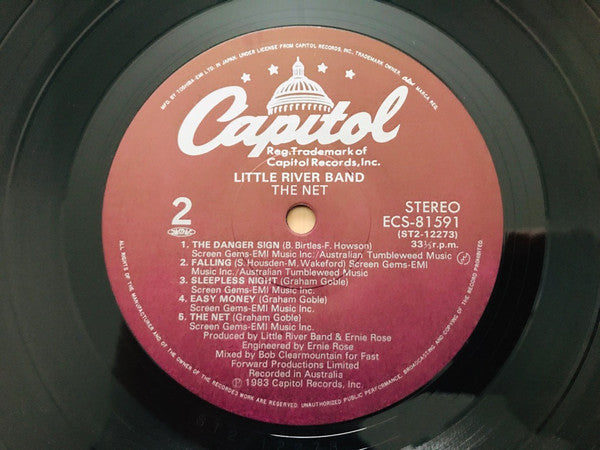 MFD. BY TOSHIBA-EMI LTD. IN JAPAN, UNDER LICENSE FROM CAPITOL RECORDS, INC., TRADEMARK OWNER, MARCA REG.
Capitol
Reg. Trademark of
Capitol Records, Inc.
LITTLE RIVER BAND
THE NET
2
STEREO
ECS-81591
(ST2-12273)
33⅓ r.p.m.
1. THE DANGER SIGN (B. Birtles-F. Howson)
Screen Gems-EMI Music Inc./Australian Tumbleweed Music
2. FALLING (S. Housden-M. Wakeford) Screen Gems-EMI
Music Inc./Australian Tumbleweed Music
3. SLEEPLESS NIGHT (Graham Goble)
Screen Gems-EMI Music Inc.
4. EASY MONEY (Graham Goble)
Screen Gems-EMI Music Inc.
5. THE NET (Graham Goble)
Screen Gems-EMI Music Inc.
Produced by Little River Band & Ernie Rose
Engineered by Ernie Rose
Mixed by Bob Clearmountain for Fast
Forward Productions Limited
Recorded in Australia
℗ 1983 Capitol Records, Inc.
ALL RIGHTS OF THE MANUFACTURER AND OF THE OWNER OF THE RECORDED WORK RESERVED. UNAUTHORIZED PUBLIC PERFORMANCE, BROADCASTING AND COPYING OF THE RECORD PROHIBITED.